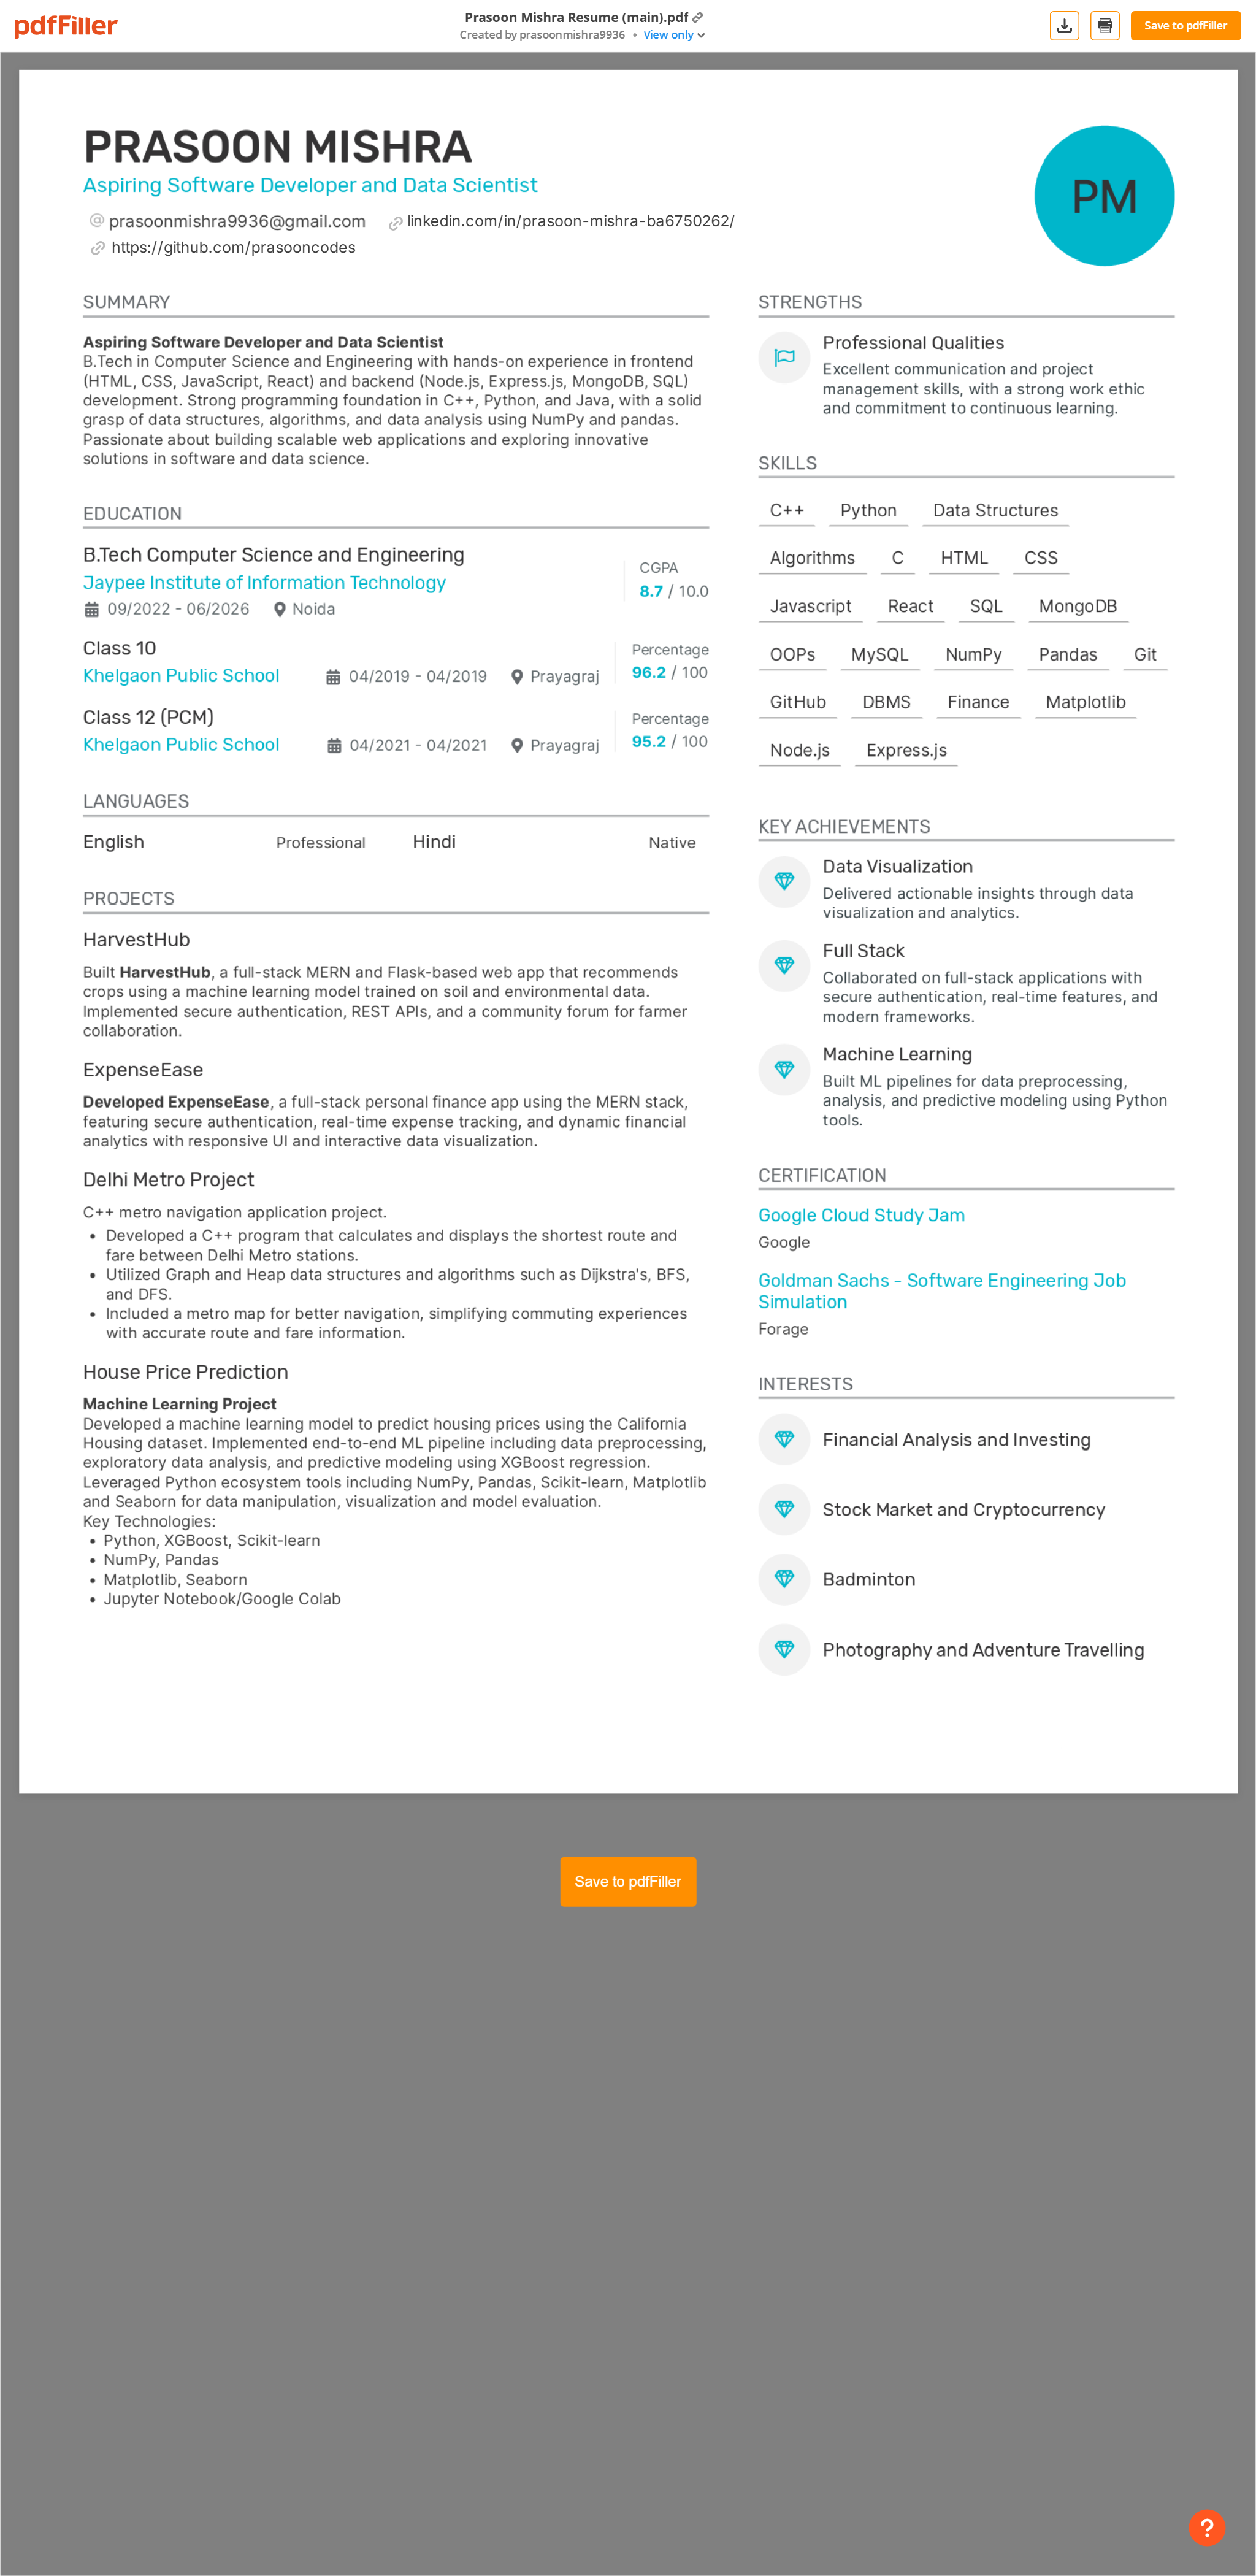 pdfFiller
Prasoon Mishra Resume (main).pdf
Created by prasoonmishra9936 • View only
Save to pdfFiller
PRASOON MISHRA
Aspiring Software Developer and Data Scientist
@ prasoonmishra9936@gmail.com linkedin.com/in/prasoon-mishra-ba6750262/
https://github.com/prasooncodes
PM
SUMMARY
Aspiring Software Developer and Data Scientist
B.Tech in Computer Science and Engineering with hands-on experience in frontend
(HTML, CSS, JavaScript, React) and backend (Node.js, Express.js, MongoDB, SQL)
development. Strong programming foundation in C++, Python, and Java, with a solid
grasp of data structures, algorithms, and data analysis using NumPy and pandas.
Passionate about building scalable web applications and exploring innovative
solutions in software and data science.
EDUCATION
B.Tech Computer Science and Engineering
Jaypee Institute of Information Technology
09/2022 - 06/2026 Noida
CGPA
8.7 / 10.0
Class 10
Khelgaon Public School 04/2019 - 04/2019 Prayagraj
Percentage
96.2 / 100
Class 12 (PCM)
Khelgaon Public School 04/2021 - 04/2021 Prayagraj
Percentage
95.2 / 100
LANGUAGES
English Professional Hindi Native
PROJECTS
HarvestHub
Built HarvestHub, a full-stack MERN and Flask-based web app that recommends
crops using a machine learning model trained on soil and environmental data.
Implemented secure authentication, REST APIs, and a community forum for farmer
collaboration.
ExpenseEase
Developed ExpenseEase, a full-stack personal finance app using the MERN stack,
featuring secure authentication, real-time expense tracking, and dynamic financial
analytics with responsive UI and interactive data visualization.
Delhi Metro Project
C++ metro navigation application project.
• Developed a C++ program that calculates and displays the shortest route and
fare between Delhi Metro stations.
• Utilized Graph and Heap data structures and algorithms such as Dijkstra's, BFS,
and DFS.
• Included a metro map for better navigation, simplifying commuting experiences
with accurate route and fare information.
House Price Prediction
Machine Learning Project
Developed a machine learning model to predict housing prices using the California
Housing dataset. Implemented end-to-end ML pipeline including data preprocessing,
exploratory data analysis, and predictive modeling using XGBoost regression.
Leveraged Python ecosystem tools including NumPy, Pandas, Scikit-learn, Matplotlib
and Seaborn for data manipulation, visualization and model evaluation.
Key Technologies:
• Python, XGBoost, Scikit-learn
• NumPy, Pandas
• Matplotlib, Seaborn
• Jupyter Notebook/Google Colab
STRENGTHS
Professional Qualities
Excellent communication and project
management skills, with a strong work ethic
and commitment to continuous learning.
SKILLS
C++ Python Data Structures
Algorithms C HTML CSS
Javascript React SQL MongoDB
OOPs MySQL NumPy Pandas Git
GitHub DBMS Finance Matplotlib
Node.js Express.js
KEY ACHIEVEMENTS
Data Visualization
Delivered actionable insights through data
visualization and analytics.
Full Stack
Collaborated on full-stack applications with
secure authentication, real-time features, and
modern frameworks.
Machine Learning
Built ML pipelines for data preprocessing,
analysis, and predictive modeling using Python
tools.
CERTIFICATION
Google Cloud Study Jam
Google
Goldman Sachs - Software Engineering Job
Simulation
Forage
INTERESTS
Financial Analysis and Investing
Stock Market and Cryptocurrency
Badminton
Photography and Adventure Travelling
Save to pdfFiller
?